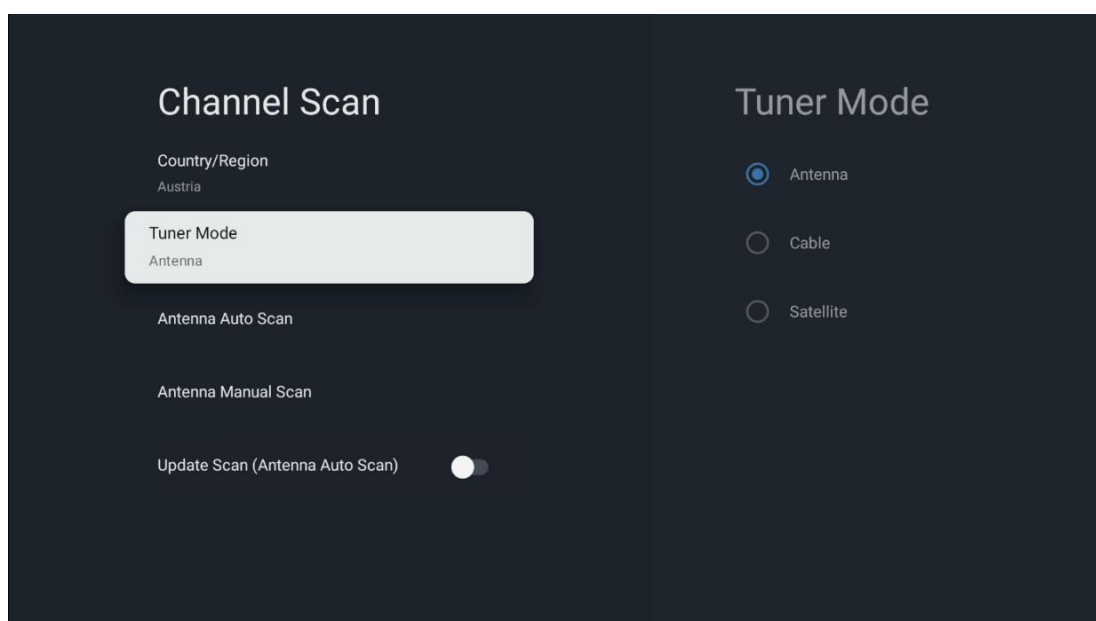 Channel Scan
Country/Region
Austria
Tuner Mode
Antenna
Antenna Auto Scan
Antenna Manual Scan
Update Scan (Antenna Auto Scan)
Tuner Mode
Antenna
Cable
Satellite